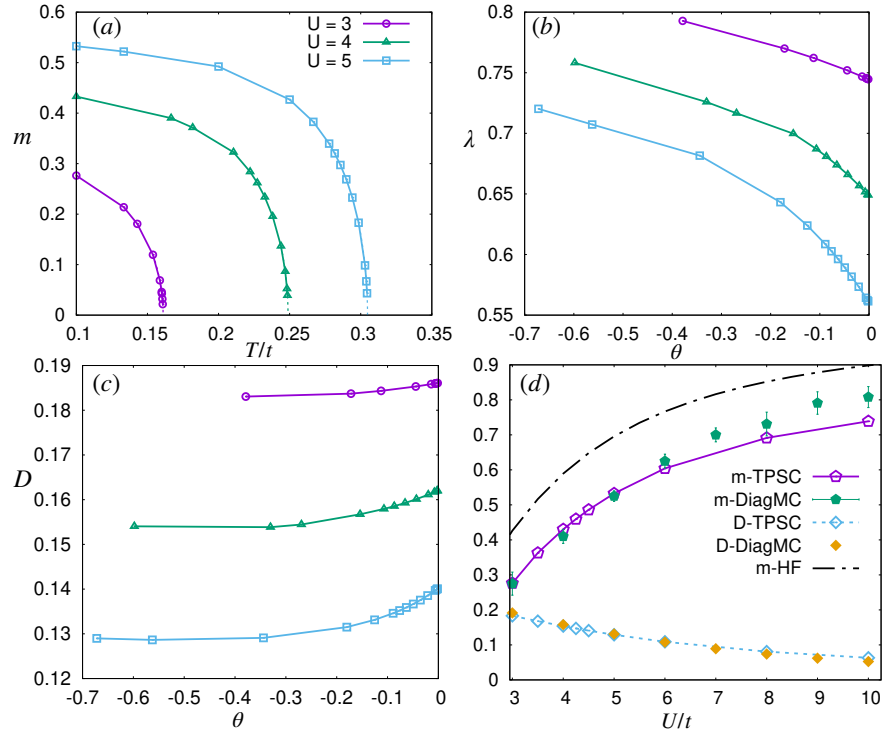 (a)
U = 3
U = 4
U = 5
m
0.6
0.5
0.4
0.3
0.2
0.1
0
0.1 0.15 0.2 0.25 0.3 0.35
T/t
(b)
λ
0.8
0.75
0.7
0.65
0.6
0.55
-0.7 -0.6 -0.5 -0.4 -0.3 -0.2 -0.1 0
θ
(c)
D
0.19
0.18
0.17
0.16
0.15
0.14
0.13
0.12
-0.7 -0.6 -0.5 -0.4 -0.3 -0.2 -0.1 0
θ
(d)
0.9
0.8
0.7
0.6
0.5
0.4
0.3
0.2
0.1
0
m-TPSC
m-DiagMC
D-TPSC
D-DiagMC
m-HF
3 4 5 6 7 8 9 10
U/t